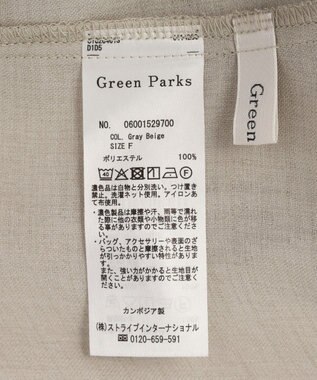 D1D5
Green Parks
Green
NO. 06001529700
COL. Gray Beige
SIZE F
ポリエステル 100%
40
F
濃色品は白物と分別洗い。つけ置き
禁止。洗濯ネット使用。アイロンあ
て布使用。
・濃色製品は摩擦や汗、雨等で濡れ
た際に他の衣類や小物類に色が移
る事がありますのでご注意くださ
い。
・バッグ、アクセサリーや表面のざ
らついたものと摩擦されると生地
が引っかかりやすい特性がありま
す。
また、強い力がかかると生地目が
開くことがありますのでご注意く
ださい。
カンボジア製
(株)ストライプインターナショナル
☎ 0120-659-591